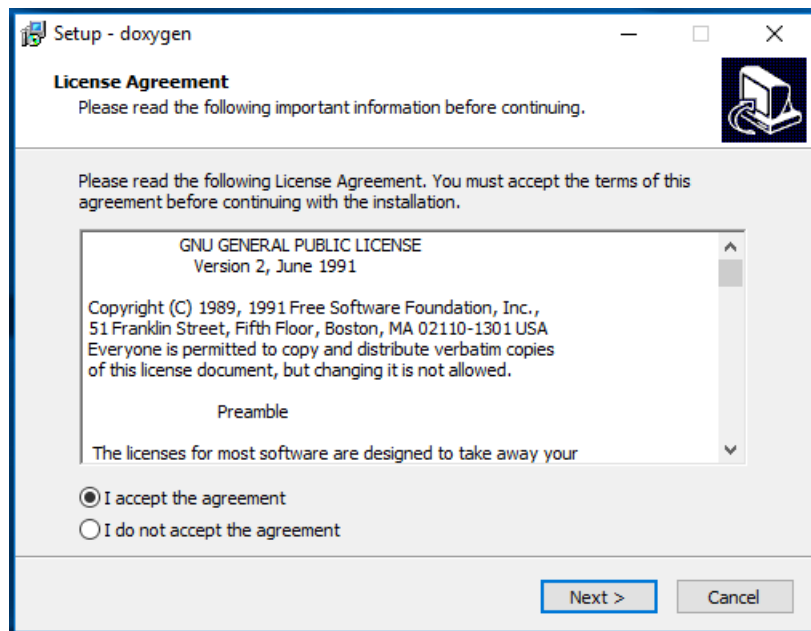 Setup - doxygen
License Agreement
Please read the following important information before continuing.
Please read the following License Agreement. You must accept the terms of this
agreement before continuing with the installation.
GNU GENERAL PUBLIC LICENSE
Version 2, June 1991
Copyright (C) 1989, 1991 Free Software Foundation, Inc.,
51 Franklin Street, Fifth Floor, Boston, MA 02110-1301 USA
Everyone is permitted to copy and distribute verbatim copies
of this license document, but changing it is not allowed.
Preamble
The licenses for most software are designed to take away your
I accept the agreement
I do not accept the agreement
Next >
Cancel